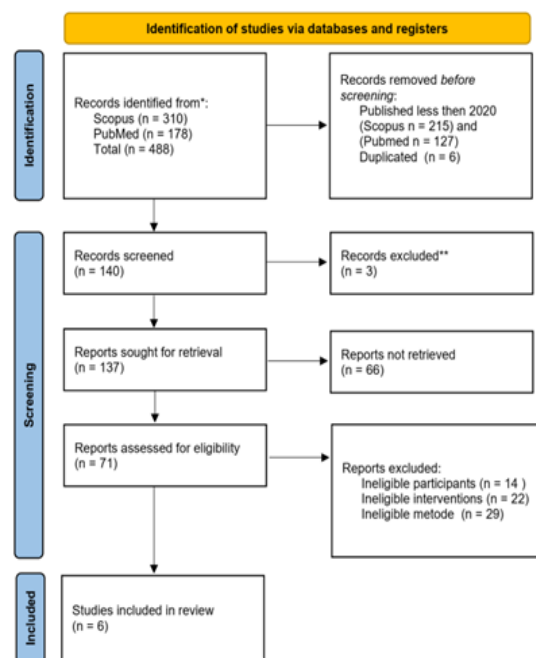 Identification of studies via databases and registers
Identification
Records identified from*:
Scopus (n = 310)
PubMed (n = 178)
Total (n = 488)
Records removed before
screening:
Published less then 2020
(Scopus n = 215) and
(Pubmed n = 127)
Duplicated (n = 6)
Screening
Records screened
(n = 140)
Records excluded**
(n = 3)
Reports sought for retrieval
(n = 137)
Reports not retrieved
(n = 66)
Reports assessed for eligibility
(n = 71)
Reports excluded:
Ineligible participants (n = 14 )
Ineligible interventions (n = 22)
Ineligible metode (n = 29)
Included
Studies included in review
(n = 6)